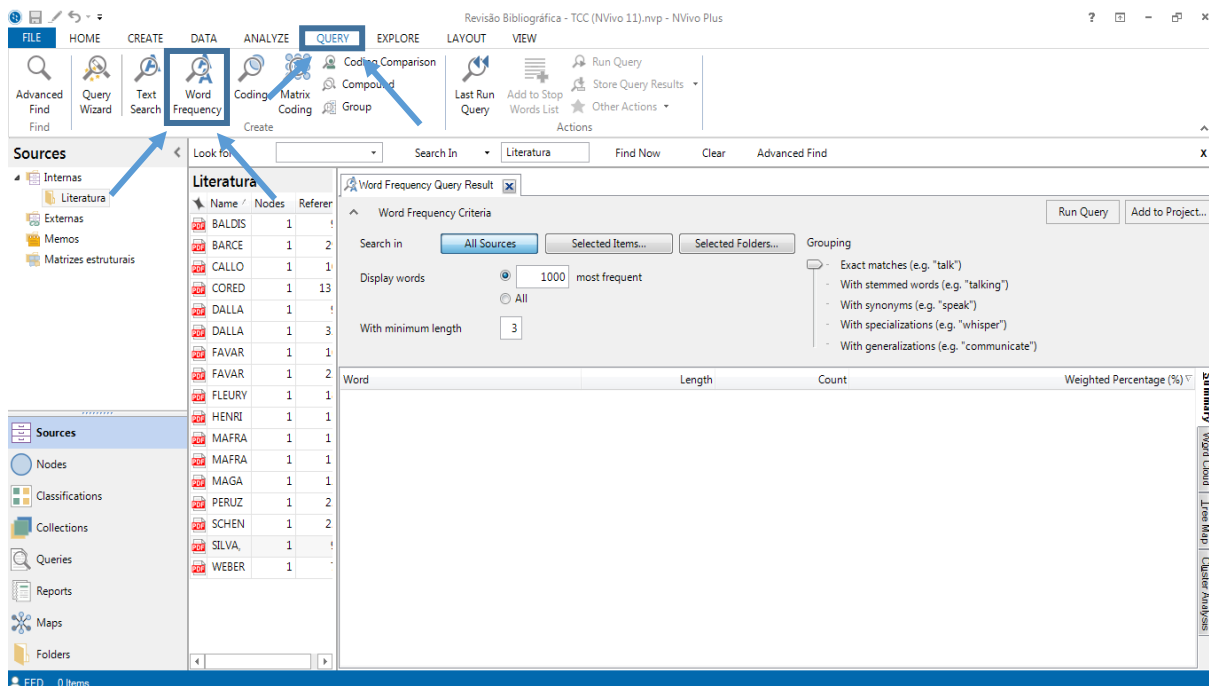 Revisão Bibliográfica - TCC (NVivo 11).nvp - NVivo Plus
FILE HOME CREATE DATA ANALYZE QUERY EXPLORE LAYOUT VIEW
Advanced Find
Query Wizard
Text Search
Word Frequency
Coding
Matrix Coding
Coding Comparison
Compound
Group
Last Run Query
Add to Stop Words List
Run Query
Store Query Results
Other Actions
Find Create Actions
Sources
Internas
Literatura
Externas
Memos
Matrizes estruturais
Look for Search In Literatura Find Now Clear Advanced Find X
Literatura
Name Nodes Referen
BALDIS 1
BARCE 1 2
CALLO 1 1
CORED 1 13
DALLA 1
DALLA 1 3
FAVAR 1 1
FAVAR 1 2
FLEURY 1 1
HENRI 1 1
MAFRA 1 1
MAFRA 1 1
MAGA 1 1
PERUZ 1 2
SCHEN 1 2
SILVA, 1
WEBER 1
Word Frequency Query Result
Word Frequency Criteria
Run Query Add to Project...
Search in All Sources Selected Items... Selected Folders...
Display words 1000 most frequent
All
With minimum length 3
Grouping
Exact matches (e.g. "talk")
With stemmed words (e.g. "talking")
With synonyms (e.g. "speak")
With specializations (e.g. "whisper")
With generalizations (e.g. "communicate")
Word Length Count Weighted Percentage (%)
Summary
Word Cloud
Tree Map
Cluster Analysis
Sources
Nodes
Classifications
Collections
Queries
Reports
Maps
Folders
EFD 0 Items